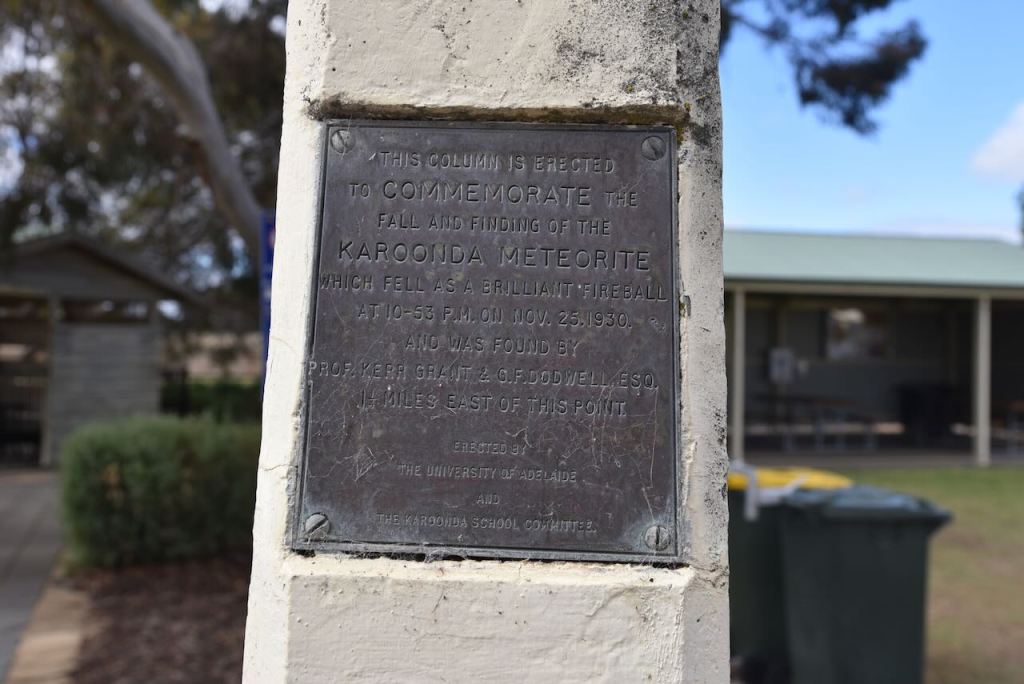 THIS COLUMN IS ERECTED
TO COMMEMORATE THE
FALL AND FINDING OF THE
KAROONDA METEORITE
WHICH FELL AS A BRILLIANT FIREBALL
AT 10-53 P.M. ON NOV. 25. 1930.
AND WAS FOUND BY
PROF. KERR GRANT & G.F. DODWELL, ESQ.
1¼ MILES EAST OF THIS POINT.
ERECTED BY
THE UNIVERSITY OF ADELAIDE
AND
THE KAROONDA SCHOOL COMMITTEE.